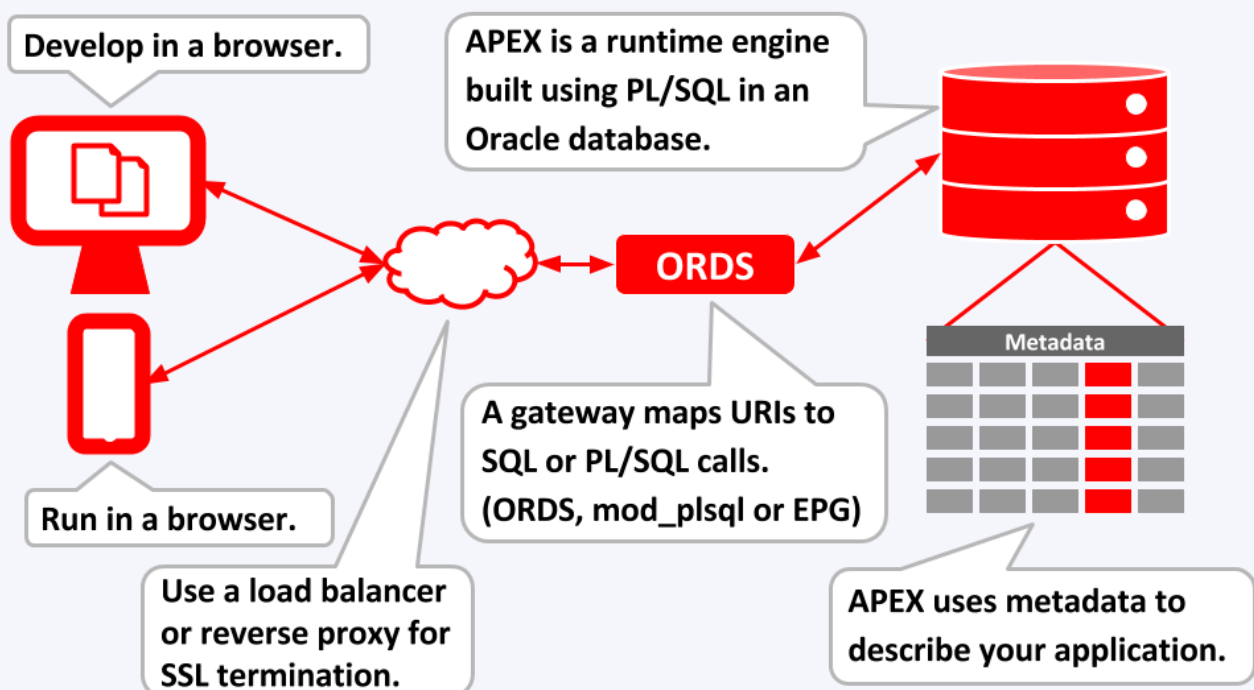 Develop in a browser.
APEX is a runtime engine
built using PL/SQL in an
Oracle database.
ORDS
Metadata
A gateway maps URIs to
SQL or PL/SQL calls.
(ORDS, mod_plsql or EPG)
Run in a browser.
Use a load balancer
or reverse proxy for
SSL termination.
APEX uses metadata to
describe your application.